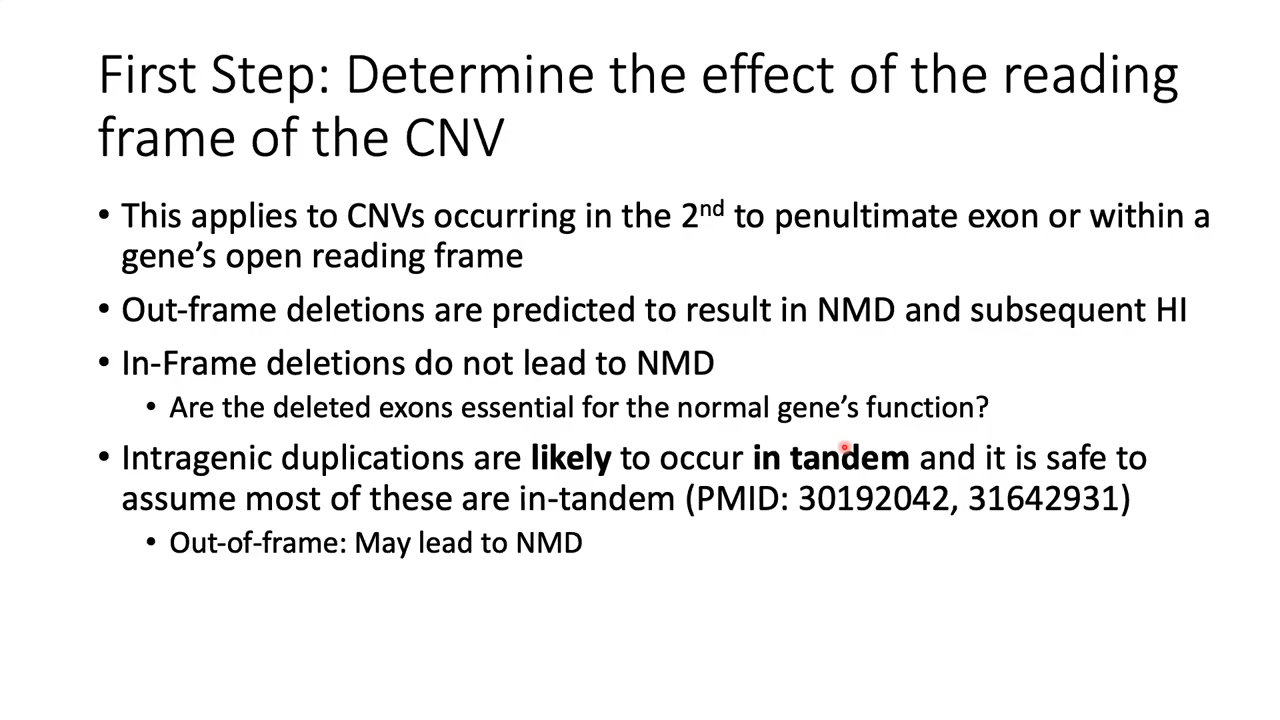 First Step: Determine the effect of the reading
frame of the CNV
• This applies to CNVs occurring in the 2nd to penultimate exon or within a
gene’s open reading frame
• Out-frame deletions are predicted to result in NMD and subsequent HI
• In-Frame deletions do not lead to NMD
• Are the deleted exons essential for the normal gene’s function?
• Intragenic duplications are likely to occur in tandem and it is safe to
assume most of these are in-tandem (PMID: 30192042, 31642931)
• Out-of-frame: May lead to NMD